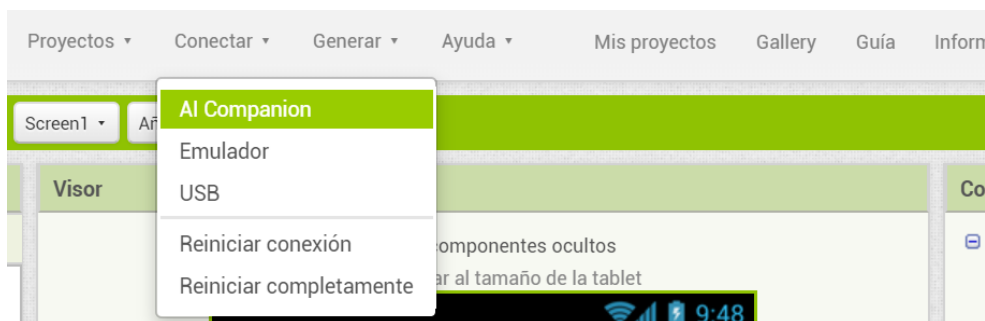 Proyectos Conectar Generar Ayuda Mis proyectos Gallery Guía
AI Companion
Screen1
Emulador
Visor
USB
Reiniciar conexión
componentes ocultos
Reiniciar completamente
al tamaño de la tablet
9:48